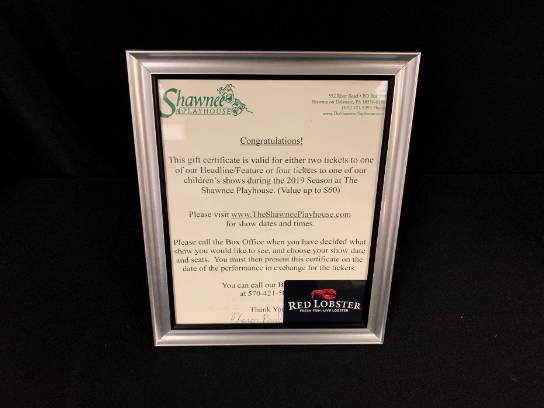 Shawnee
PLAYHOUSE
Congratulations!
This gift certificate is valid for either two tickets to one
of our Headline/Feature or four tickets to one of our
children's shows during the 2019 Season at The
Shawnee Playhouse. (Value up to $60)
Please visit www.TheShawneePlayhouse.com
for show dates and times.
Please call the Box Office when you have decided what
show you would like to see, and choose your show date
and seats. You must then present this certificate on the
date of the performance in exchange for the tickets.
You can call our
at 570-421-
Thank
RED LOBSTER
FRESH FISH • LIVE LOBSTER